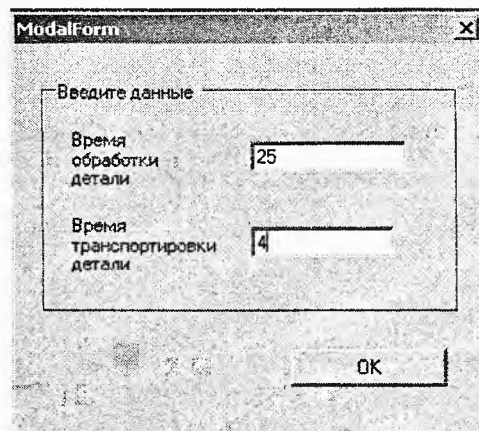 ModalForm
Введите данные
Время
обработки
детали
25
Время
транспортировки
детали
4
OK